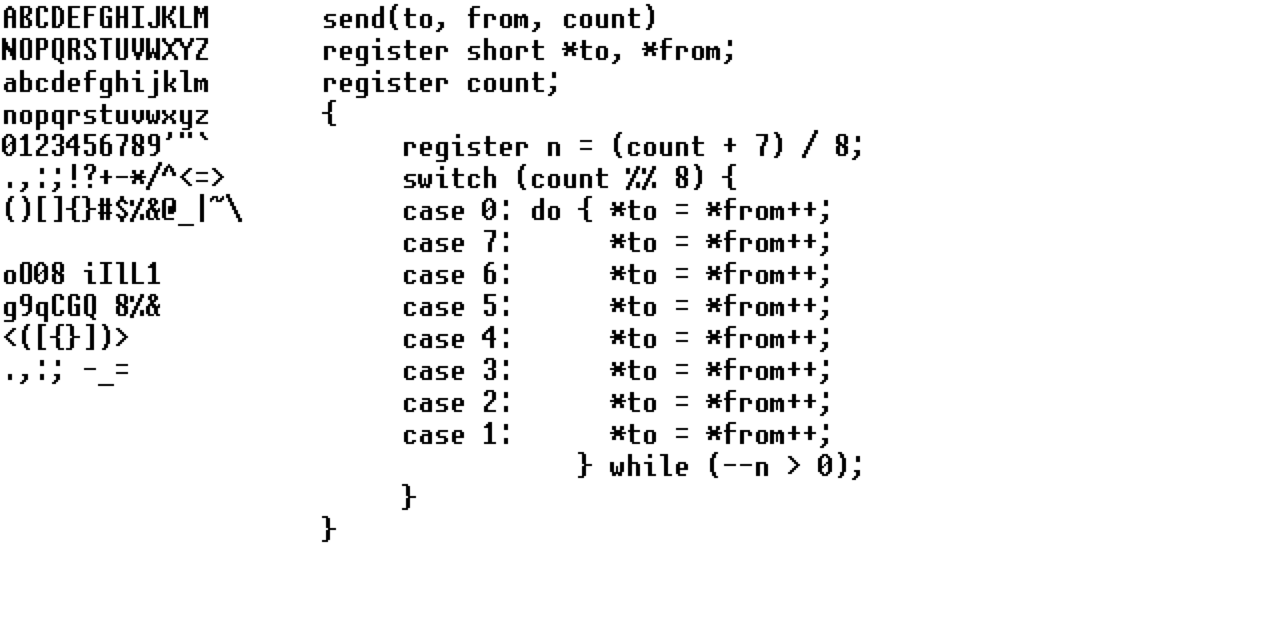 ABCDEFGHIJKLM
NOPQRSTUVWXYZ
abcdefghijklm
nopqrstuvwxyz
0123456789'"`
.,:;!?+-*/^<=>
()[]{}#$%&@_|~\
oO08 iIlL1
g9qCGQ 8%&
<([{}])>
.,:; -_=
send(to, from, count)
register short *to, *from;
register count;
{
     register n = (count + 7) / 8;
     switch (count %% 8) {
     case 0: do { *to = *from++;
     case 7:      *to = *from++;
     case 6:      *to = *from++;
     case 5:      *to = *from++;
     case 4:      *to = *from++;
     case 3:      *to = *from++;
     case 2:      *to = *from++;
     case 1:      *to = *from++;
                } while (--n > 0);
     }
}